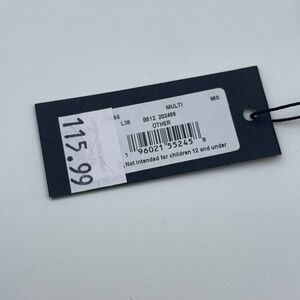 MULTI 960
66 L38 B612 202466
OTHER
96021 55245 8
Not intended for children 12 and under
115.99